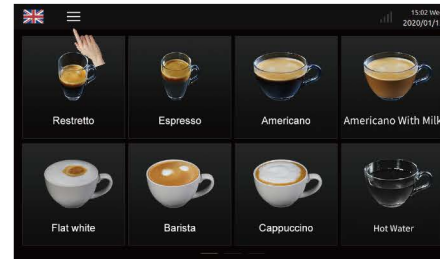 15:02 We
2020/01/1
Restretto
Espresso
Americano
Americano With Milk
Flat white
Barista
Cappuccino
Hot Water